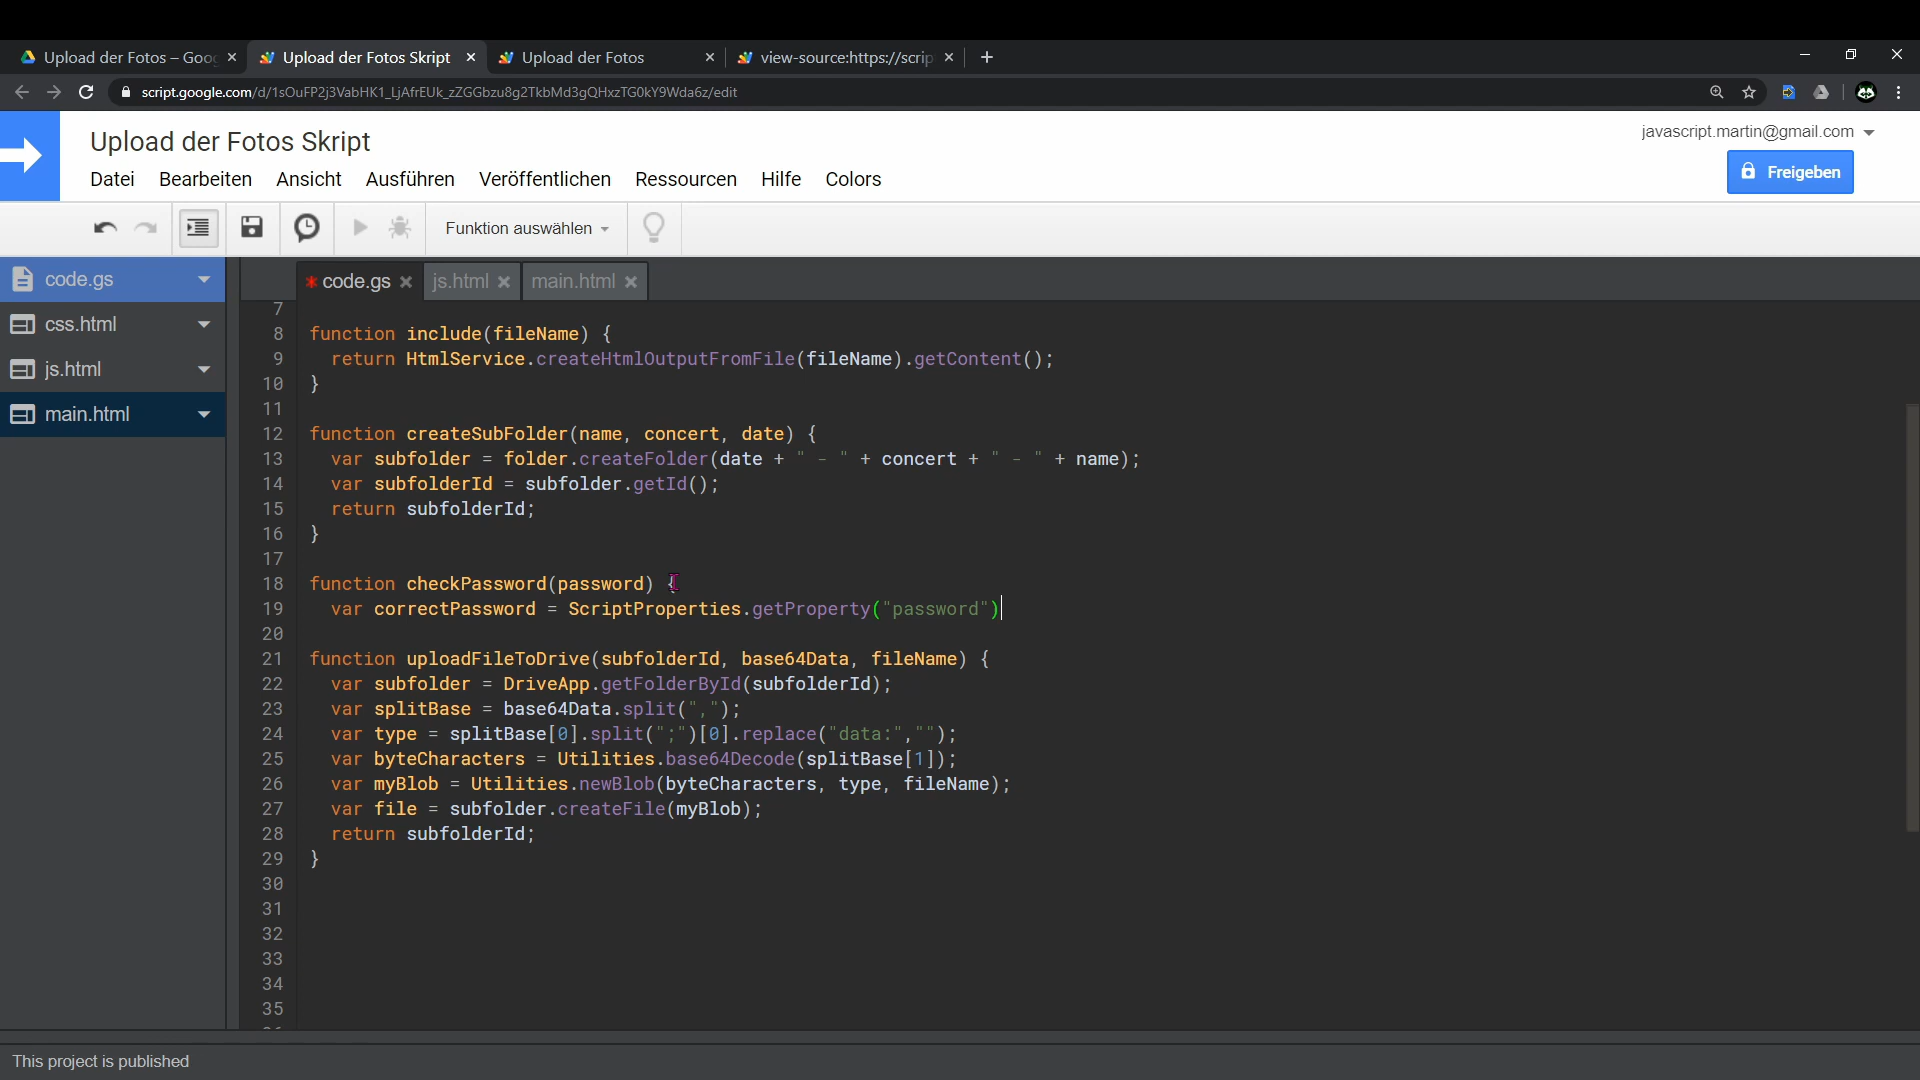 Upload der Fotos – Goog
Upload der Fotos Skript
Upload der Fotos
view-source:https://scrip
script.google.com/d/1sOuFP2j3VabHK1_LjAfrEUk_zZGGbzu8g2TkbMd3gQHxzTG0kY9Wda6z/edit
Upload der Fotos Skript
javascript.martin@gmail.com
Datei Bearbeiten Ansicht Ausführen Veröffentlichen Ressourcen Hilfe Colors
Freigeben
Funktion auswählen
code.gs
css.html
js.html
main.html
* code.gs
js.html
main.html
7
8 function include(fileName) {
9 return HtmlService.createHtmlOutputFromFile(fileName).getContent();
10 }
11
12 function createSubFolder(name, concert, date) {
13 var subfolder = folder.createFolder(date + " - " + concert + " - " + name);
14 var subfolderId = subfolder.getId();
15 return subfolderId;
16 }
17
18 function checkPassword(password) {
19 var correctPassword = ScriptProperties.getProperty("password")
20
21 function uploadFileToDrive(subfolderId, base64Data, fileName) {
22 var subfolder = DriveApp.getFolderById(subfolderId);
23 var splitBase = base64Data.split(",");
24 var type = splitBase[0].split(";")[0].replace("data:","");
25 var byteCharacters = Utilities.base64Decode(splitBase[1]);
26 var myBlob = Utilities.newBlob(byteCharacters, type, fileName);
27 var file = subfolder.createFile(myBlob);
28 return subfolderId;
29 }
30
31
32
33
34
35
This project is published